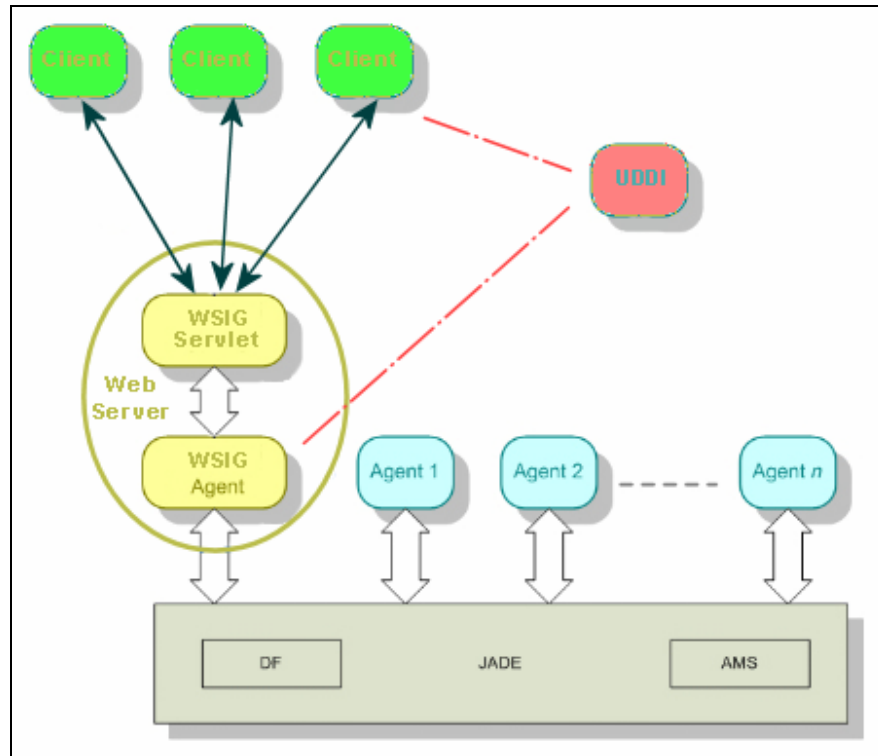 Client
Client
Client
UDDI
WSIG
Servlet
Web
Server
WSIG
Agent
Agent 1
Agent 2
Agent n
DF
JADE
AMS